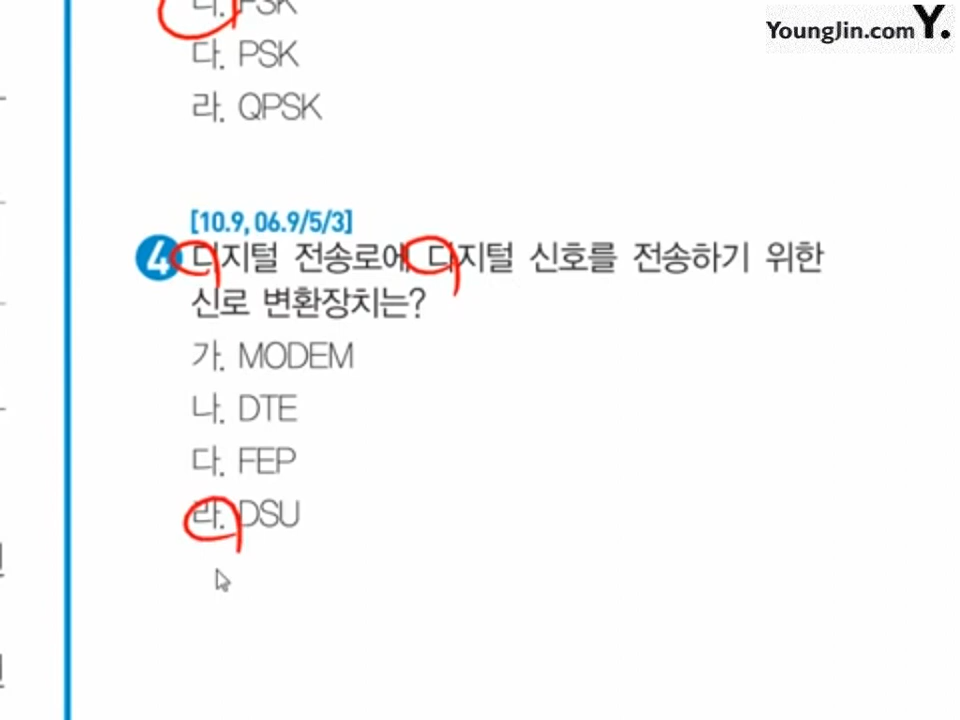 YoungJin.com Y.
다. PSK
라. QPSK
[10.9, 06.9/5/3]
4 디지털 전송로에 디지털 신호를 전송하기 위한
신로 변환장치는?
가. MODEM
나. DTE
다. FEP
라. DSU